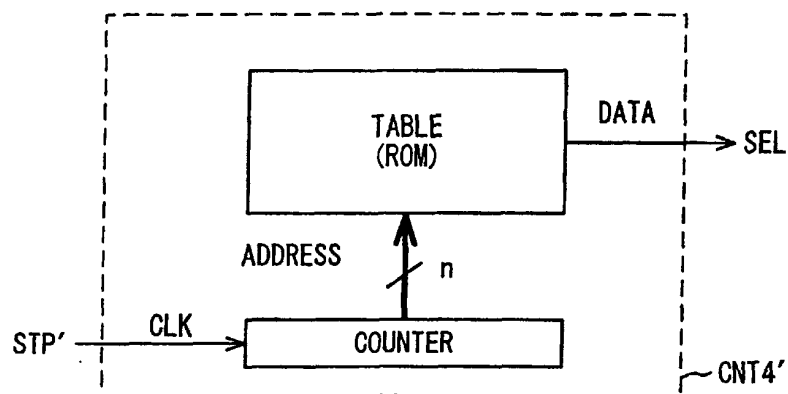 TABLE
(ROM)
DATA
SEL
ADDRESS
n
STP'
CLK
COUNTER
CNT4'